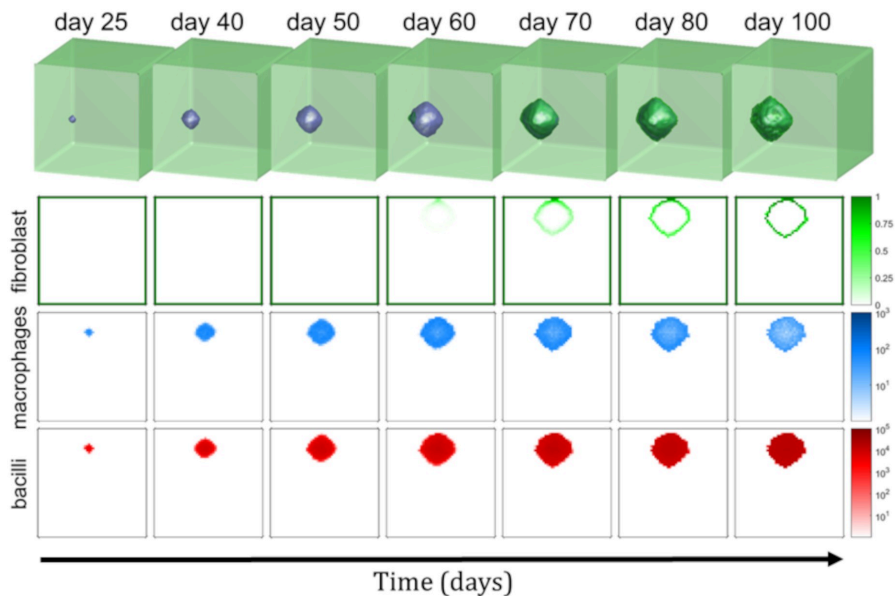 day 25 day 40 day 50 day 60 day 70 day 80 day 100
fibroblast
1
0.75
0.5
0.25
0
macrophages
10³
10²
10¹
bacilli
10⁵
10⁴
10³
10²
10¹
Time (days)